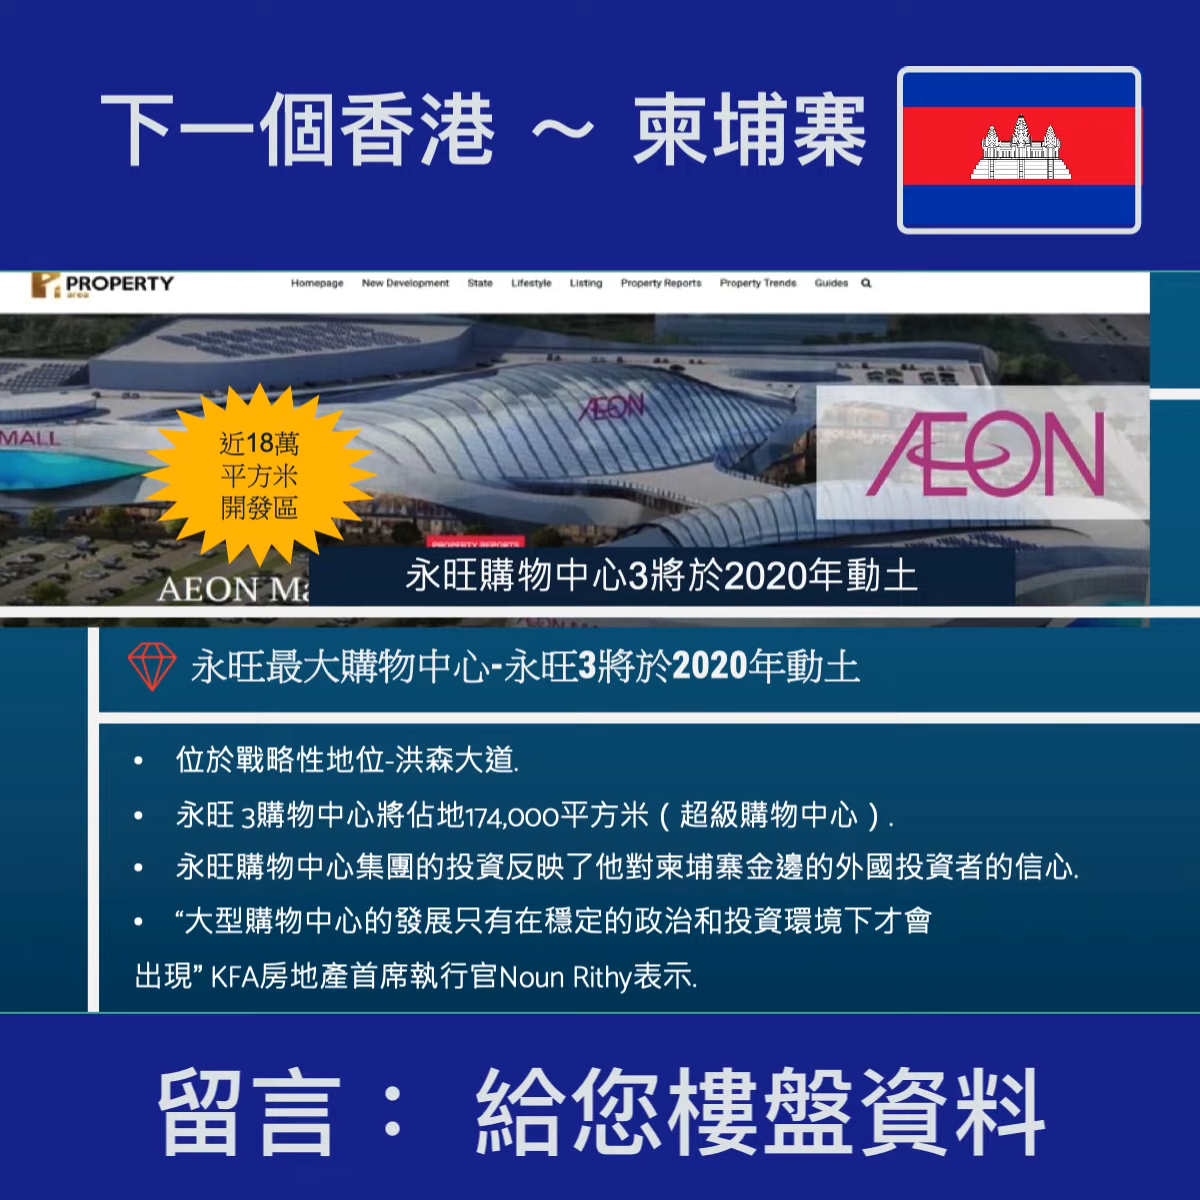 下一個香港 ～ 柬埔寨
PROPERTY
area
Homepage New Development State Lifestyle Listing Property Reports Property Trends Guides
AEON
MALL
AEON
近18萬
平方米
開發區
PROPERTY REPORTS
AEON Ma
永旺購物中心3將於2020年動土
永旺最大購物中心-永旺3將於2020年動土
• 位於戰略性地位-洪森大道.
• 永旺 3購物中心將佔地174,000平方米（超級購物中心）.
• 永旺購物中心集團的投資反映了他對柬埔寨金邊的外國投資者的信心.
• “大型購物中心的發展只有在穩定的政治和投資環境下才會
出現” KFA房地產首席執行官Noun Rithy表示.
留言： 給您樓盤資料